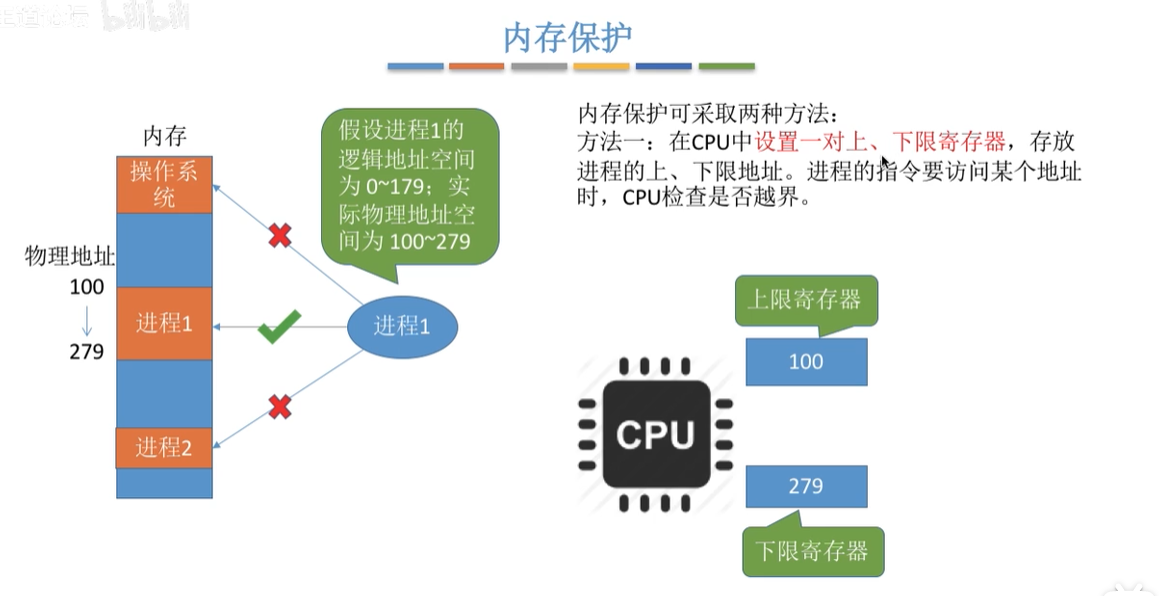 王道论坛 bilibili
内存保护
内存保护可采取两种方法：
方法一：在CPU中设置一对上、下限寄存器，存放
进程的上、下限地址。进程的指令要访问某个地址
时，CPU检查是否越界。
假设进程1的
逻辑地址空间
为 0~179；实
际物理地址空
间为 100~279
内存
操作系
统
物理地址
100
279
进程1
进程1
进程2
上限寄存器
100
CPU
279
下限寄存器